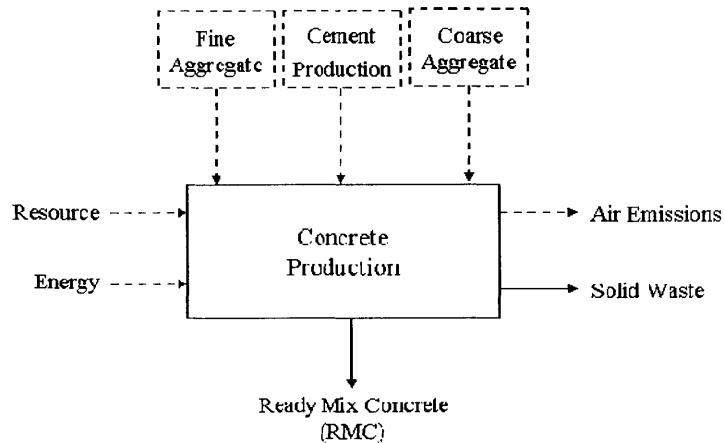 Fine
Aggregate
Cement
Production
Coarse
Aggregate
Resource
Energy
Concrete
Production
Air Emissions
Solid Waste
Ready Mix Concrete
(RMC)